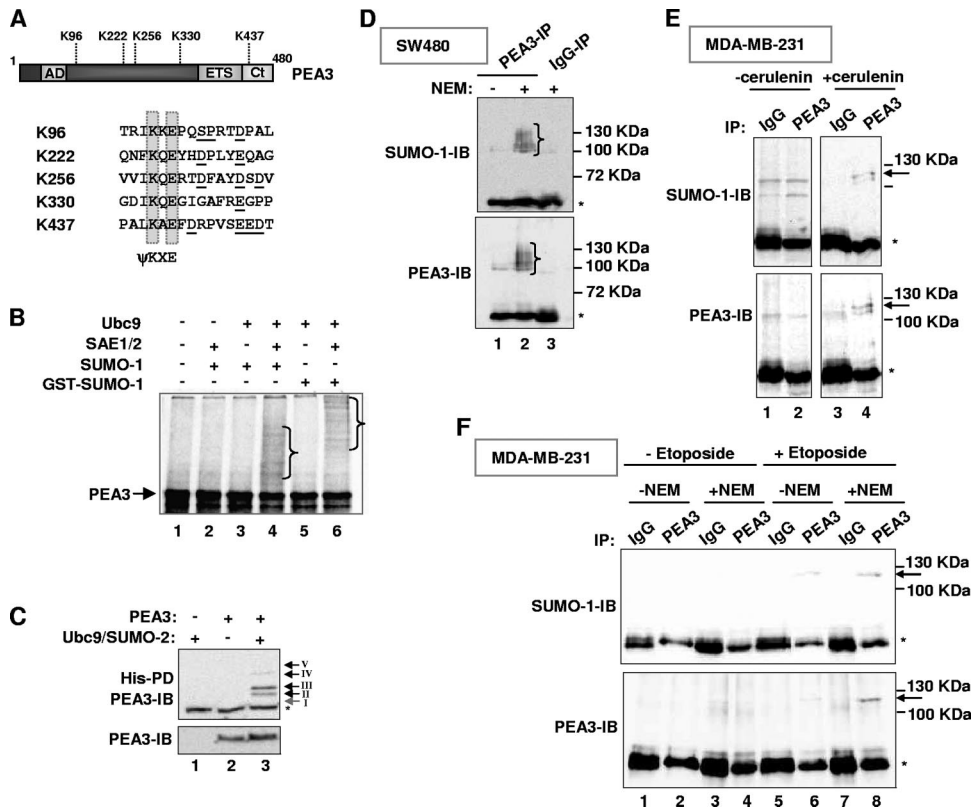 A
K96 K222 K256 K330 K437
1 480
AD ETS Ct PEA3
K96 TRIKKEPQSPRTDPAL
K222 QNFKQEYHDPLYEQAG
K256 VVIKQERTDFAYDSDV
K330 GDIKQEGIGAFREGPP
K437 PALKAEFDRPVSEEDT
ψKXE
B
Ubc9 - - + + + +
SAE1/2 - + - + - +
SUMO-1 - + + + - -
GST-SUMO-1 - - - - + +
PEA3
1 2 3 4 5 6
C
PEA3: - + +
Ubc9/SUMO-2: + - +
His-PD
PEA3-IB
V
IV
III
II
I
*
PEA3-IB
1 2 3
D
SW480
PEA3-IP IgG-IP
NEM: - + +
SUMO-1-IB
130 KDa
100 KDa
72 KDa
*
PEA3-IB
130 KDa
100 KDa
72 KDa
*
1 2 3
E
MDA-MB-231
-cerulenin +cerulenin
IP: IgG PEA3 IgG PEA3
SUMO-1-IB
130 KDa
*
PEA3-IB
130 KDa
100 KDa
*
1 2 3 4
F
MDA-MB-231
- Etoposide + Etoposide
-NEM +NEM -NEM +NEM
IP: IgG PEA3 IgG PEA3 IgG PEA3 IgG PEA3
SUMO-1-IB
130 KDa
100 KDa
*
PEA3-IB
130 KDa
100 KDa
*
1 2 3 4 5 6 7 8